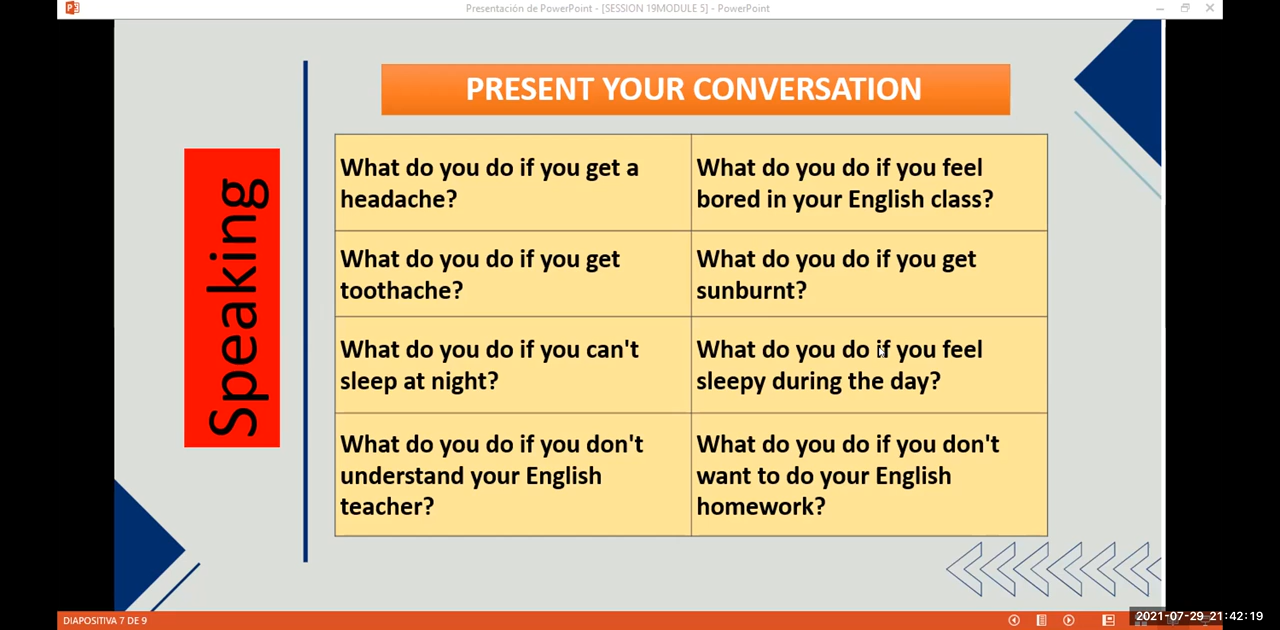 Presentación de PowerPoint - [SESSION 19MODULE 5] - PowerPoint
PRESENT YOUR CONVERSATION
Speaking
What do you do if you get a
headache?
What do you do if you feel
bored in your English class?
What do you do if you get
toothache?
What do you do if you get
sunburnt?
What do you do if you can't
sleep at night?
What do you do if you feel
sleepy during the day?
What do you do if you don't
understand your English
teacher?
What do you do if you don't
want to do your English
homework?
DIAPOSITIVA 7 DE 9
2021-07-29 21:42:19